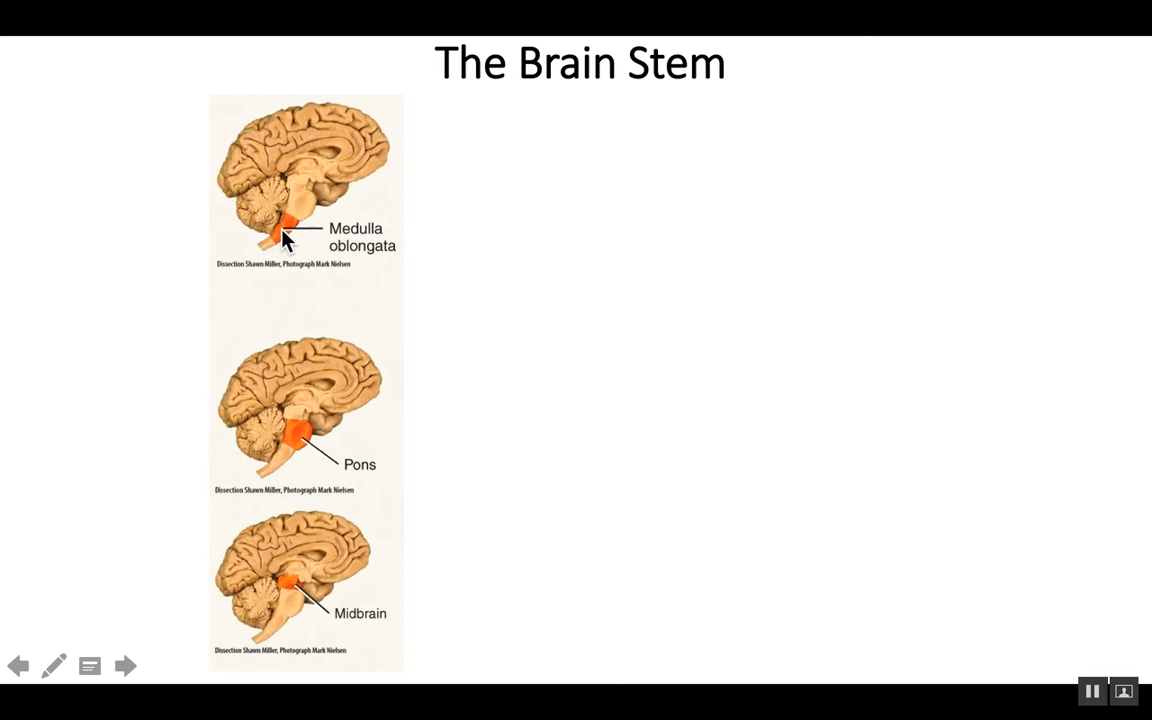 The Brain Stem
Medulla
oblongata
Dissection Shawn Miller, Photograph Mark Nielsen
Pons
Dissection Shawn Miller, Photograph Mark Nielsen
Midbrain
Dissection Shawn Miller, Photograph Mark Nielsen